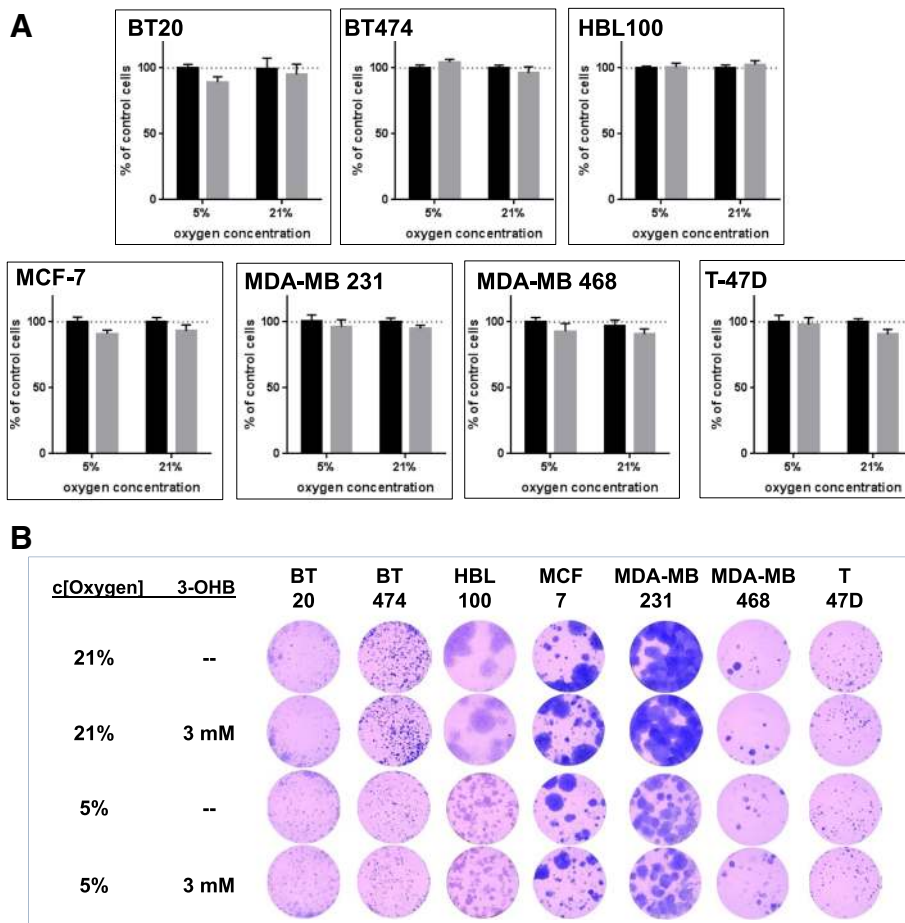 A
BT20
BT474
HBL100
% of control cells
100
50
0
5%
21%
oxygen concentration
% of control cells
100
50
0
5%
21%
oxygen concentration
% of control cells
100
50
0
5%
21%
oxygen concentration
MCF-7
MDA-MB 231
MDA-MB 468
T-47D
% of control cells
100
50
0
5%
21%
oxygen concentration
% of control cells
100
50
0
5%
21%
oxygen concentration
% of control cells
100
50
0
5%
21%
oxygen concentration
% of control cells
100
50
0
5%
21%
oxygen concentration
B
c[Oxygen] 3-OHB BT BT HBL MCF MDA-MB MDA-MB T
20 474 100 7 231 468 47D
21% --
21% 3 mM
5% --
5% 3 mM